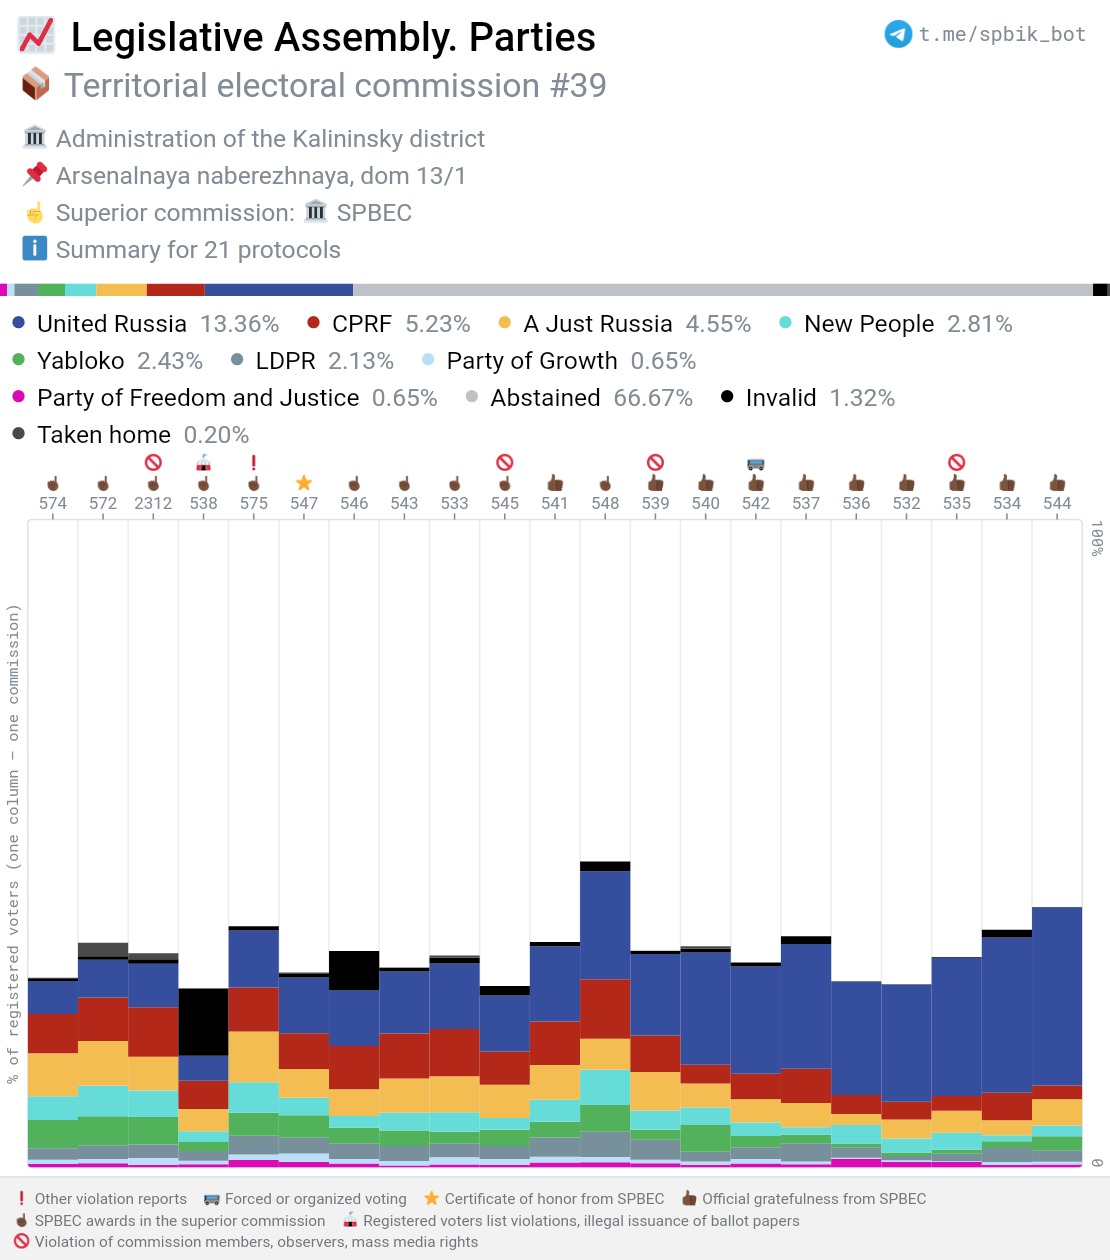 Legislative Assembly. Parties
t.me/spbik_bot
Territorial electoral commission #39
Administration of the Kalininsky district
Arsenalnaya naberezhnaya, dom 13/1
Superior commission: SPBEC
Summary for 21 protocols
United Russia 13.36% CPRF 5.23% A Just Russia 4.55% New People 2.81%
Yabloko 2.43% LDPR 2.13% Party of Growth 0.65%
Party of Freedom and Justice 0.65% Abstained 66.67% Invalid 1.32%
Taken home 0.20%
574 572 2312 538 575 547 546 543 533 545 541 548 539 540 542 537 536 532 535 534 544
100%
% of registered voters (one column – one commission)
0
Other violation reports Forced or organized voting Certificate of honor from SPBEC Official gratefulness from SPBEC
SPBEC awards in the superior commission Registered voters list violations, illegal issuance of ballot papers
Violation of commission members, observers, mass media rights